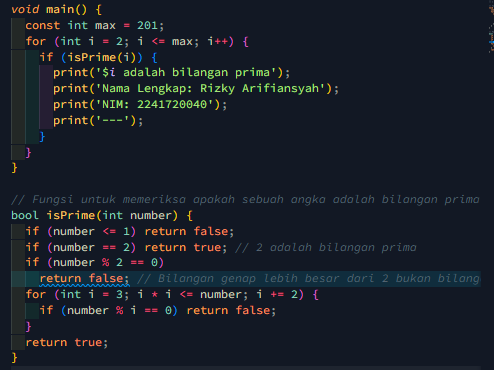 void main() {
  const int max = 201;
  for (int i = 2; i <= max; i++) {
    if (isPrime(i)) {
      print('$i adalah bilangan prima');
      print('Nama Lengkap: Rizky Arifiansyah');
      print('NIM: 2241720040');
      print('---');
    }
  }
}

// Fungsi untuk memeriksa apakah sebuah angka adalah bilangan prima
bool isPrime(int number) {
  if (number <= 1) return false;
  if (number == 2) return true; // 2 adalah bilangan prima
  if (number % 2 == 0)
    return false; // Bilangan genap lebih besar dari 2 bukan bilang
  for (int i = 3; i * i <= number; i += 2) {
    if (number % i == 0) return false;
  }
  return true;
}